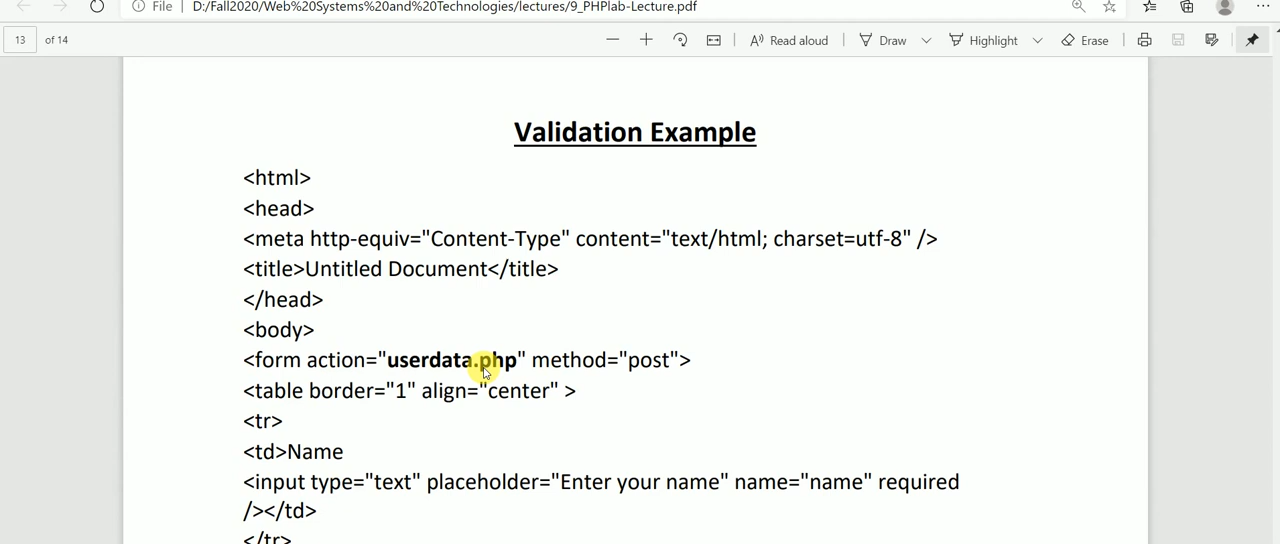 File D:/Fall2020/Web%20Systems%20and%20Technologies/lectures/9_PHPlab-Lecture.pdf
13 of 14 Read aloud Draw Highlight Erase
Validation Example
<html>
<head>
<meta http-equiv="Content-Type" content="text/html; charset=utf-8" />
<title>Untitled Document</title>
</head>
<body>
<form action="userdata.php" method="post">
<table border="1" align="center" >
<tr>
<td>Name
<input type="text" placeholder="Enter your name" name="name" required
/></td>
</tr>